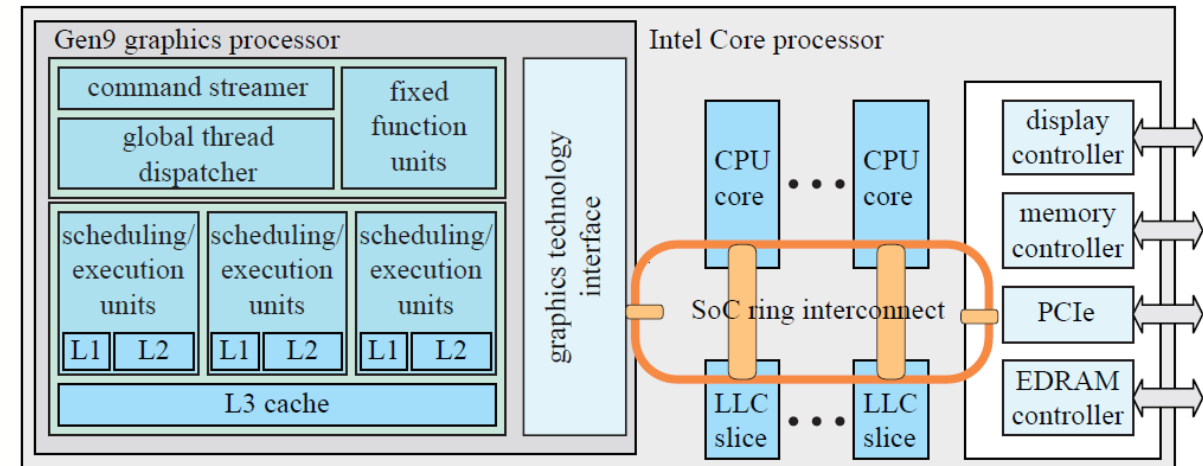 Gen9 graphics processor
command streamer
global thread
dispatcher
fixed
function
units
scheduling/
execution
units
L1
L2
scheduling/
execution
units
L1
L2
scheduling/
execution
units
L1
L2
L3 cache
graphics technology
interface
Intel Core processor
CPU
core
CPU
core
SoC ring interconnect
LLC
slice
LLC
slice
display
controller
memory
controller
PCIe
EDRAM
controller